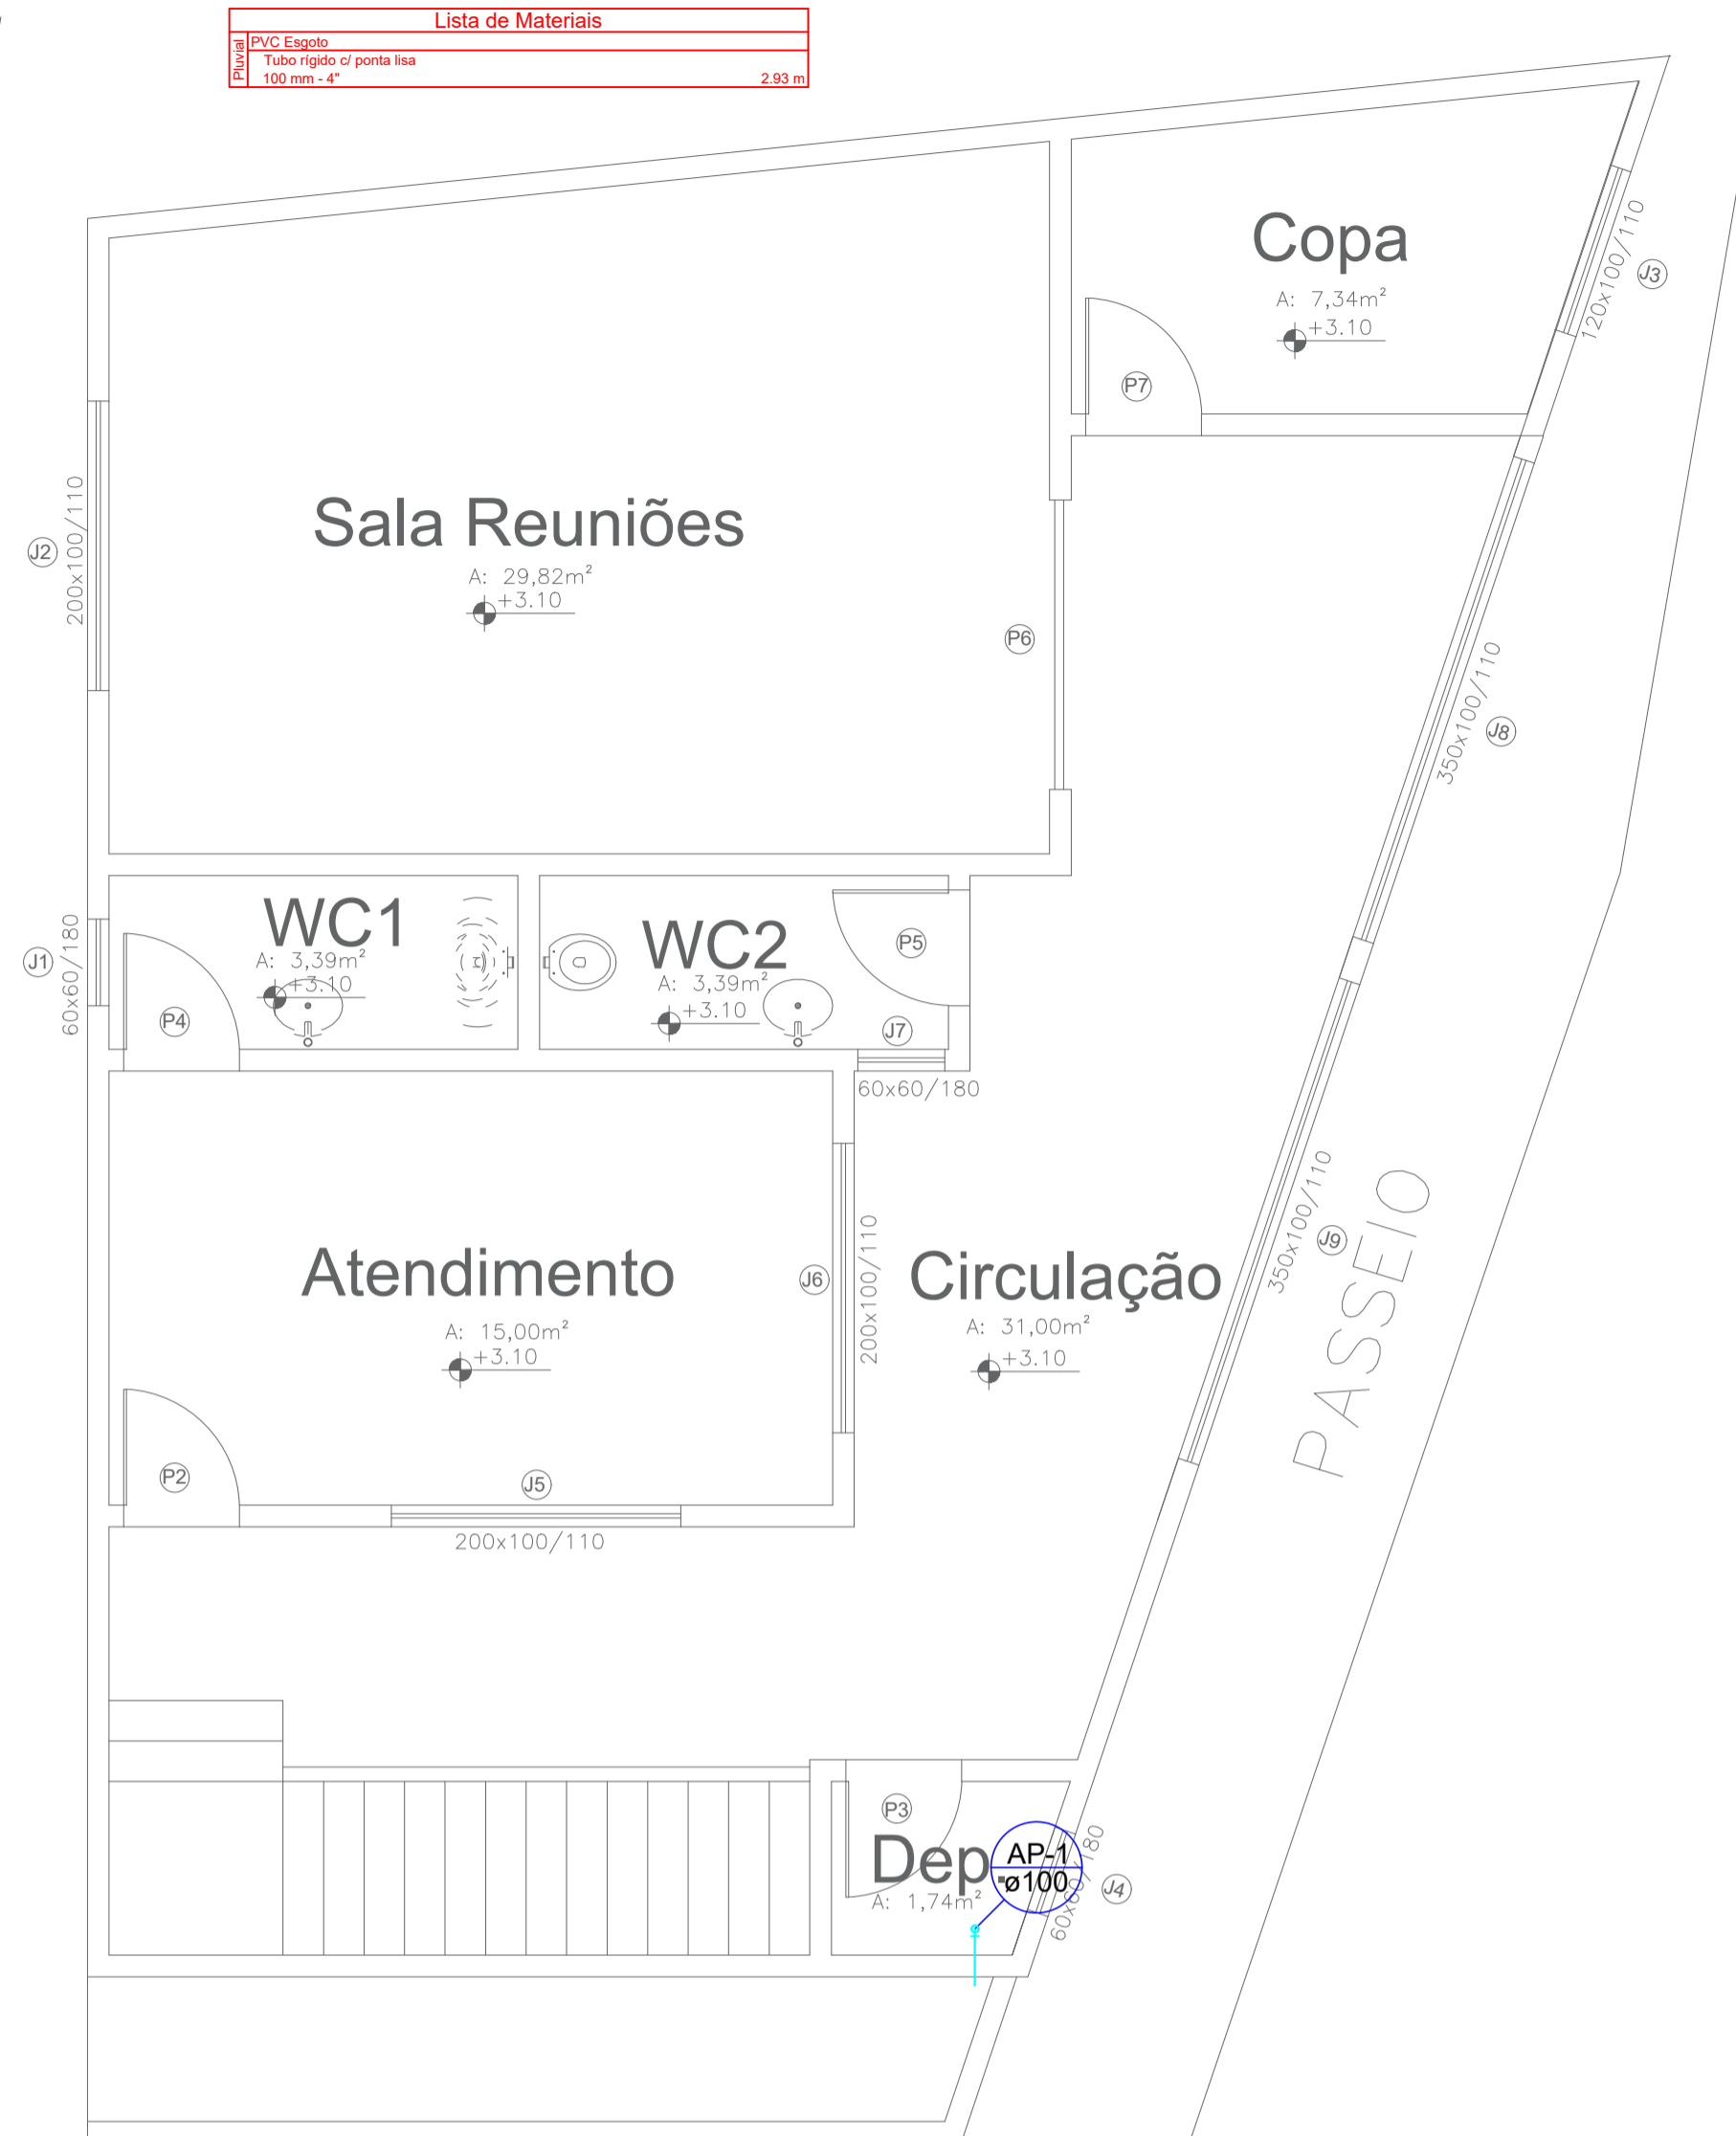 Lista de Materiais
Pluvial
PVC Esgoto
Tubo rígido c/ ponta lisa
100 mm - 4" 2.93 m
Copa
A: 7,34m²
+3.10
120x100/110
J3
P7
Sala Reuniões
A: 29,82m²
+3.10
J2
200x100/110
P6
350x100/110
J8
WC1
A: 3,39m²
+3.10
J1
60x60/180
P4
WC2
A: 3,39m²
+3.10
P5
J7
60x60/180
Atendimento
A: 15,00m²
+3.10
J6
200x100/110
Circulação
A: 31,00m²
+3.10
350x100/110
J9
PASSEIO
P2
J5
200x100/110
P3
Dep.
A: 1,74m²
AP-1
ø100
60x60/180
J4